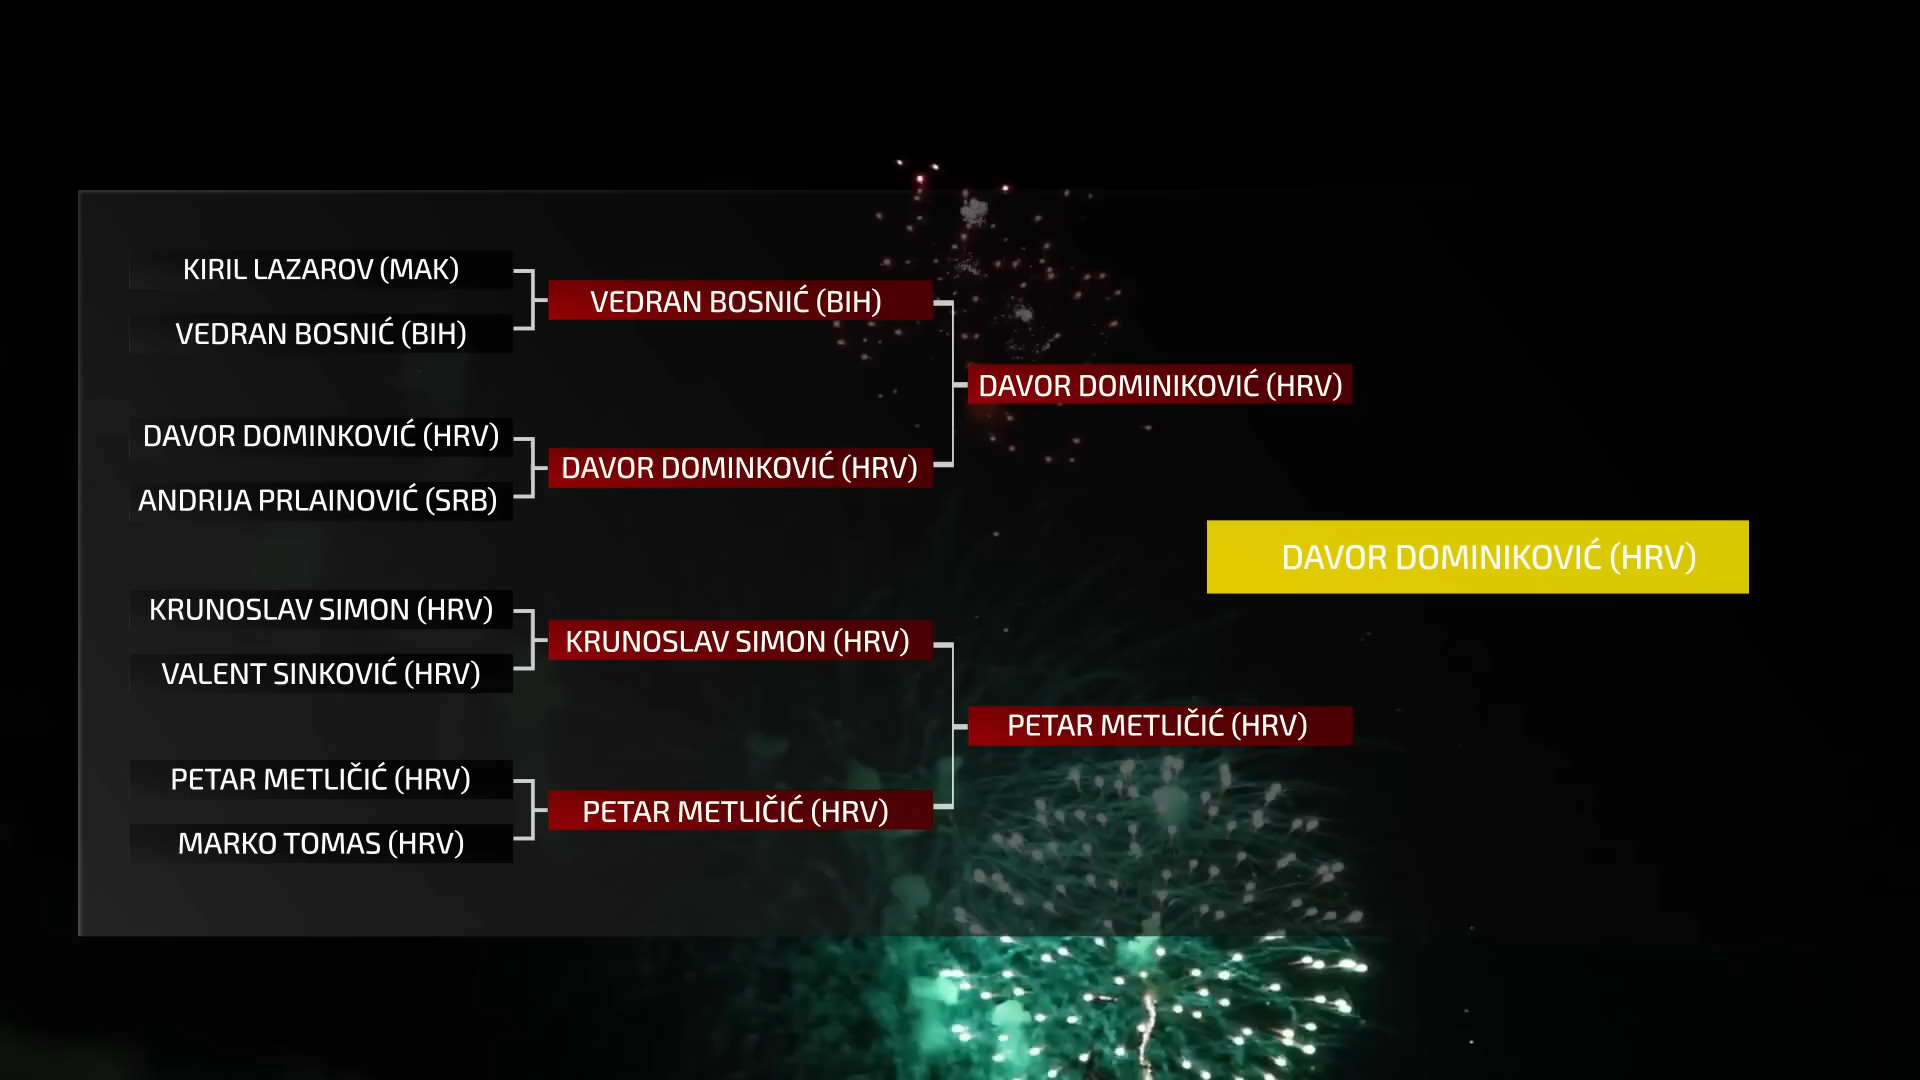 KIRIL LAZAROV (MAK)
VEDRAN BOSNIĆ (BIH)
DAVOR DOMINKOVIĆ (HRV)
ANDRIJA PRLAINOVIĆ (SRB)
KRUNOSLAV SIMON (HRV)
VALENT SINKOVIĆ (HRV)
PETAR METLIČIĆ (HRV)
MARKO TOMAS (HRV)
VEDRAN BOSNIĆ (BIH)
DAVOR DOMINKOVIĆ (HRV)
KRUNOSLAV SIMON (HRV)
PETAR METLIČIĆ (HRV)
DAVOR DOMINIKOVIĆ (HRV)
PETAR METLIČIĆ (HRV)
DAVOR DOMINIKOVIĆ (HRV)